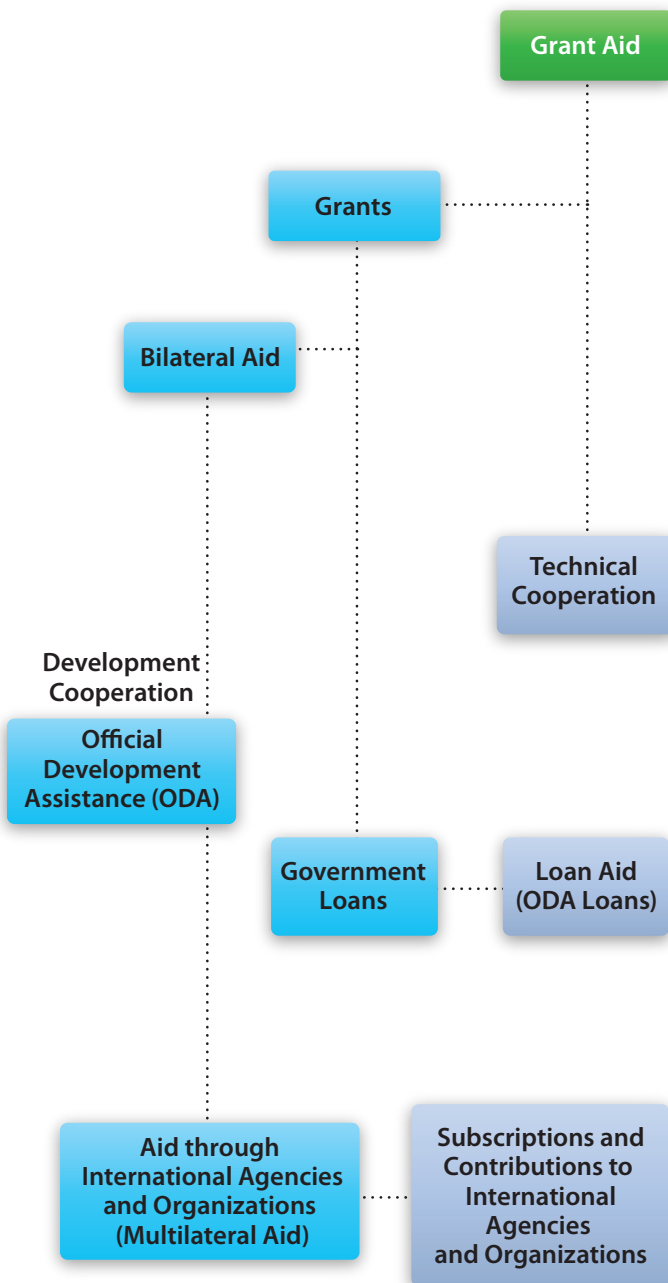 Grant Aid
Grants
Bilateral Aid
Technical
Cooperation
Development
Cooperation
Official
Development
Assistance (ODA)
Government
Loans
Loan Aid
(ODA Loans)
Aid through
International Agencies
and Organizations
(Multilateral Aid)
Subscriptions and
Contributions to
International
Agencies
and Organizations